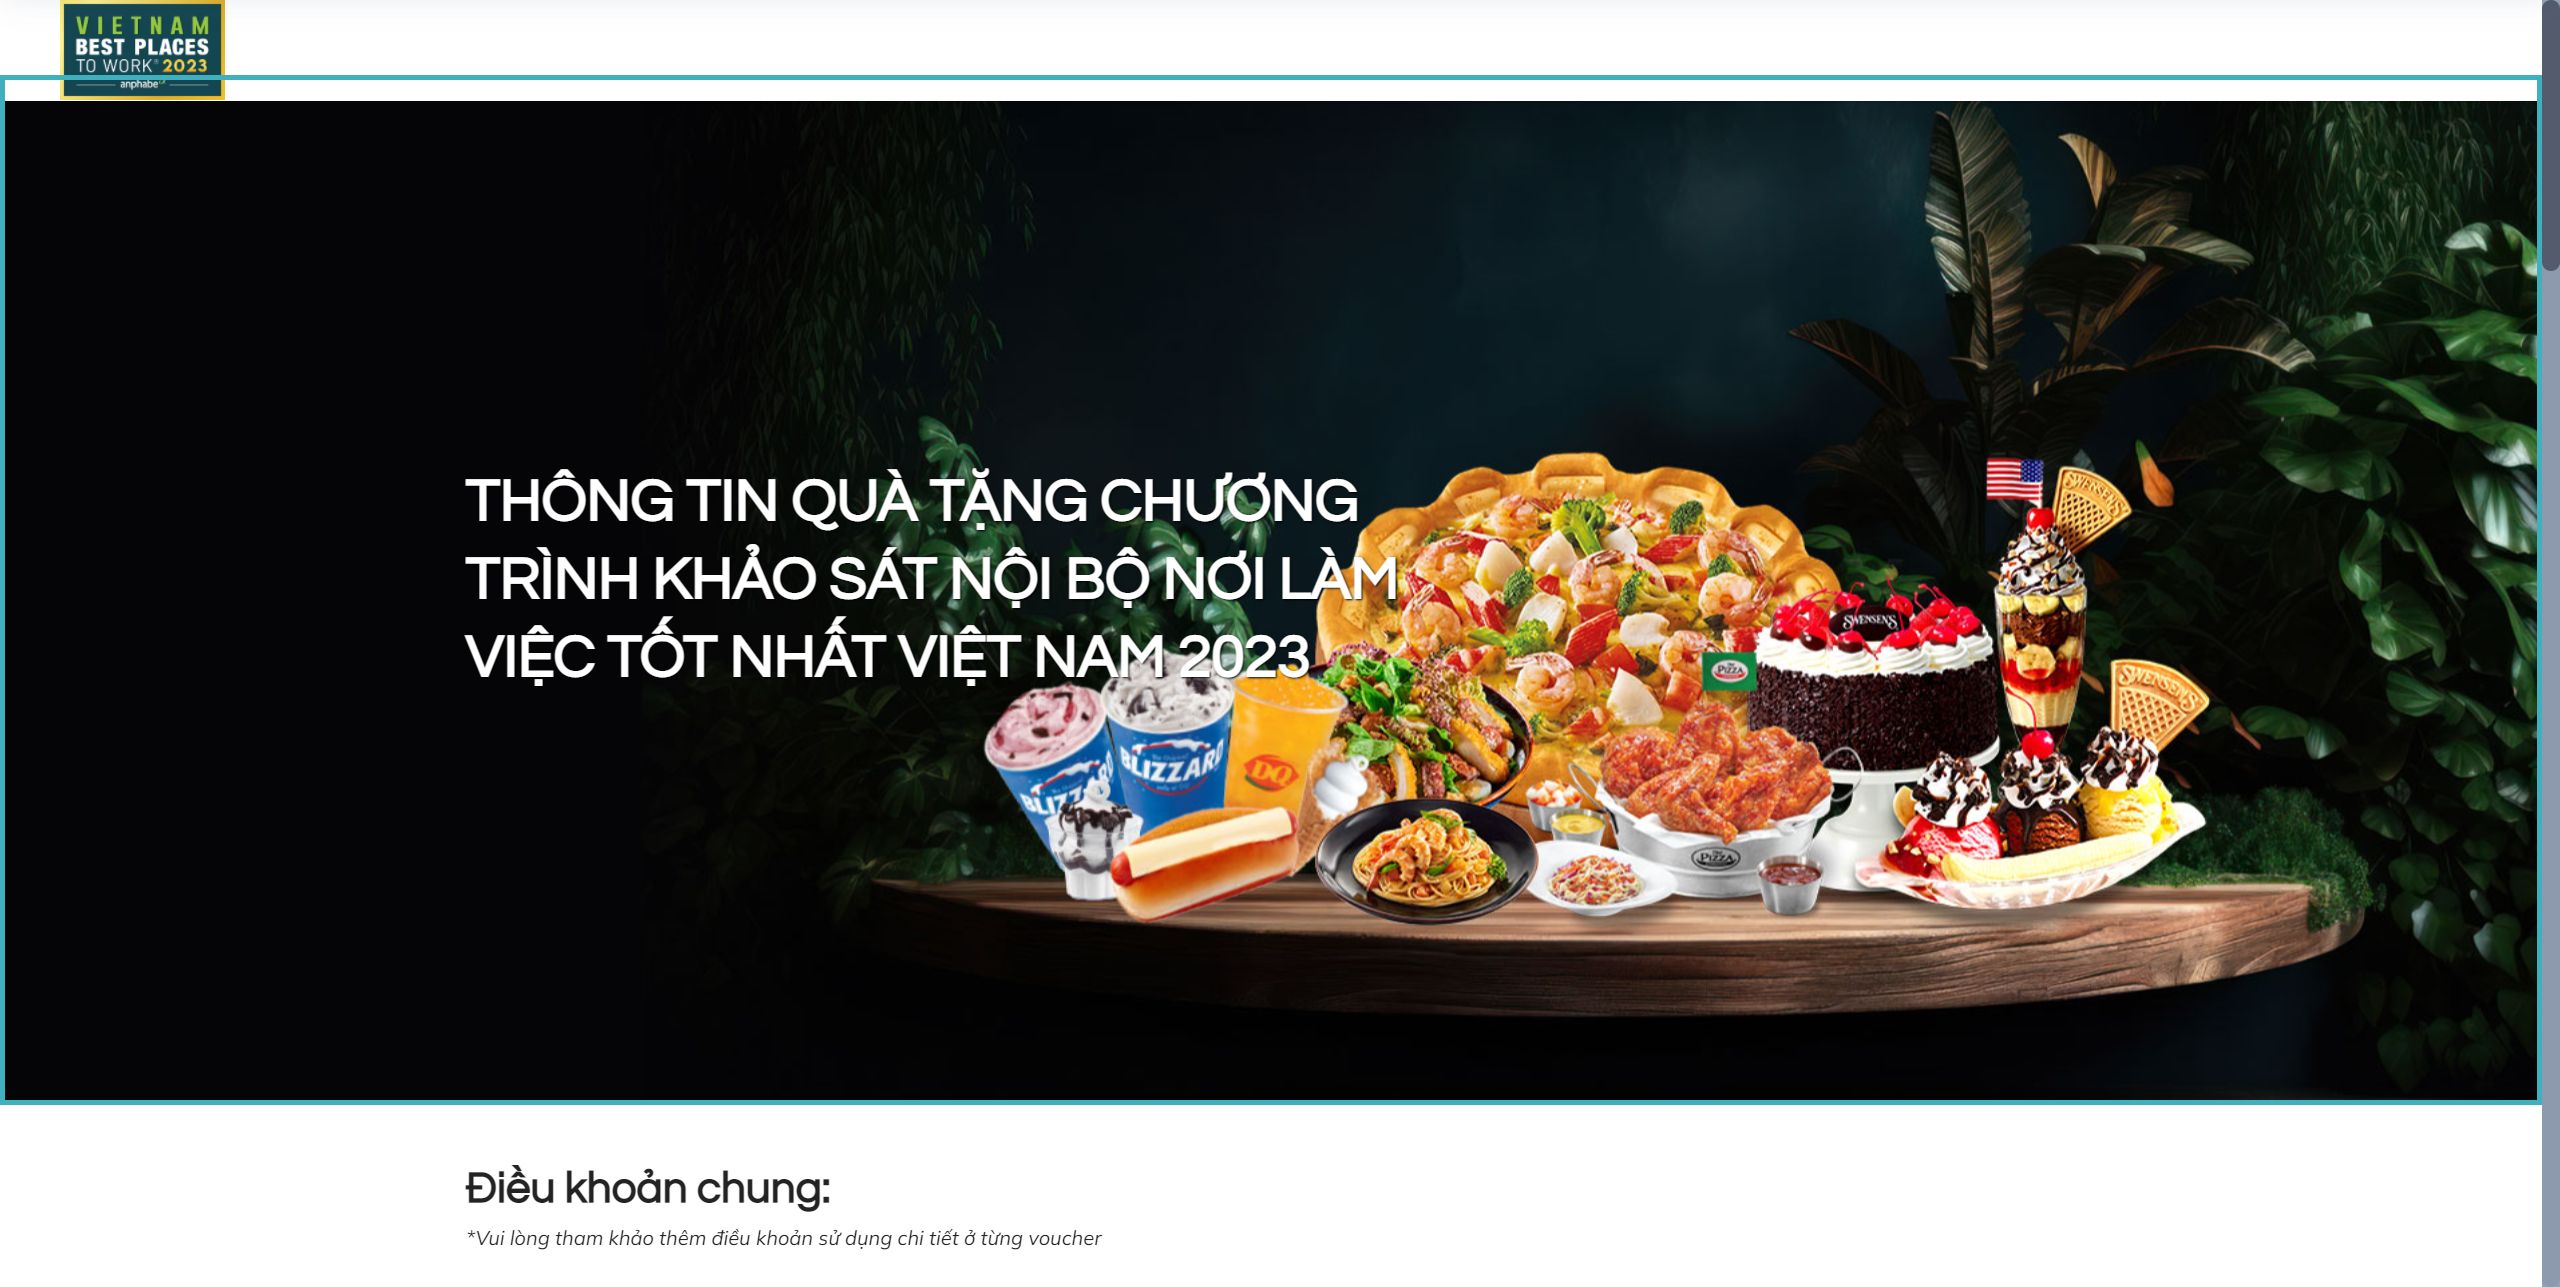 VIETNAM
BEST PLACES
TO WORK® 2023
anphabe
THÔNG TIN QUÀ TẶNG CHƯƠNG
TRÌNH KHẢO SÁT NỘI BỘ NƠI LÀM
VIỆC TỐT NHẤT VIỆT NAM 2023
SWENSEN'S
SWENSEN'S
The PIZZA
SWENSEN'S
BLIZZARD
BLIZZARD
DQ
The PIZZA
Điều khoản chung:
*Vui lòng tham khảo thêm điều khoản sử dụng chi tiết ở từng voucher